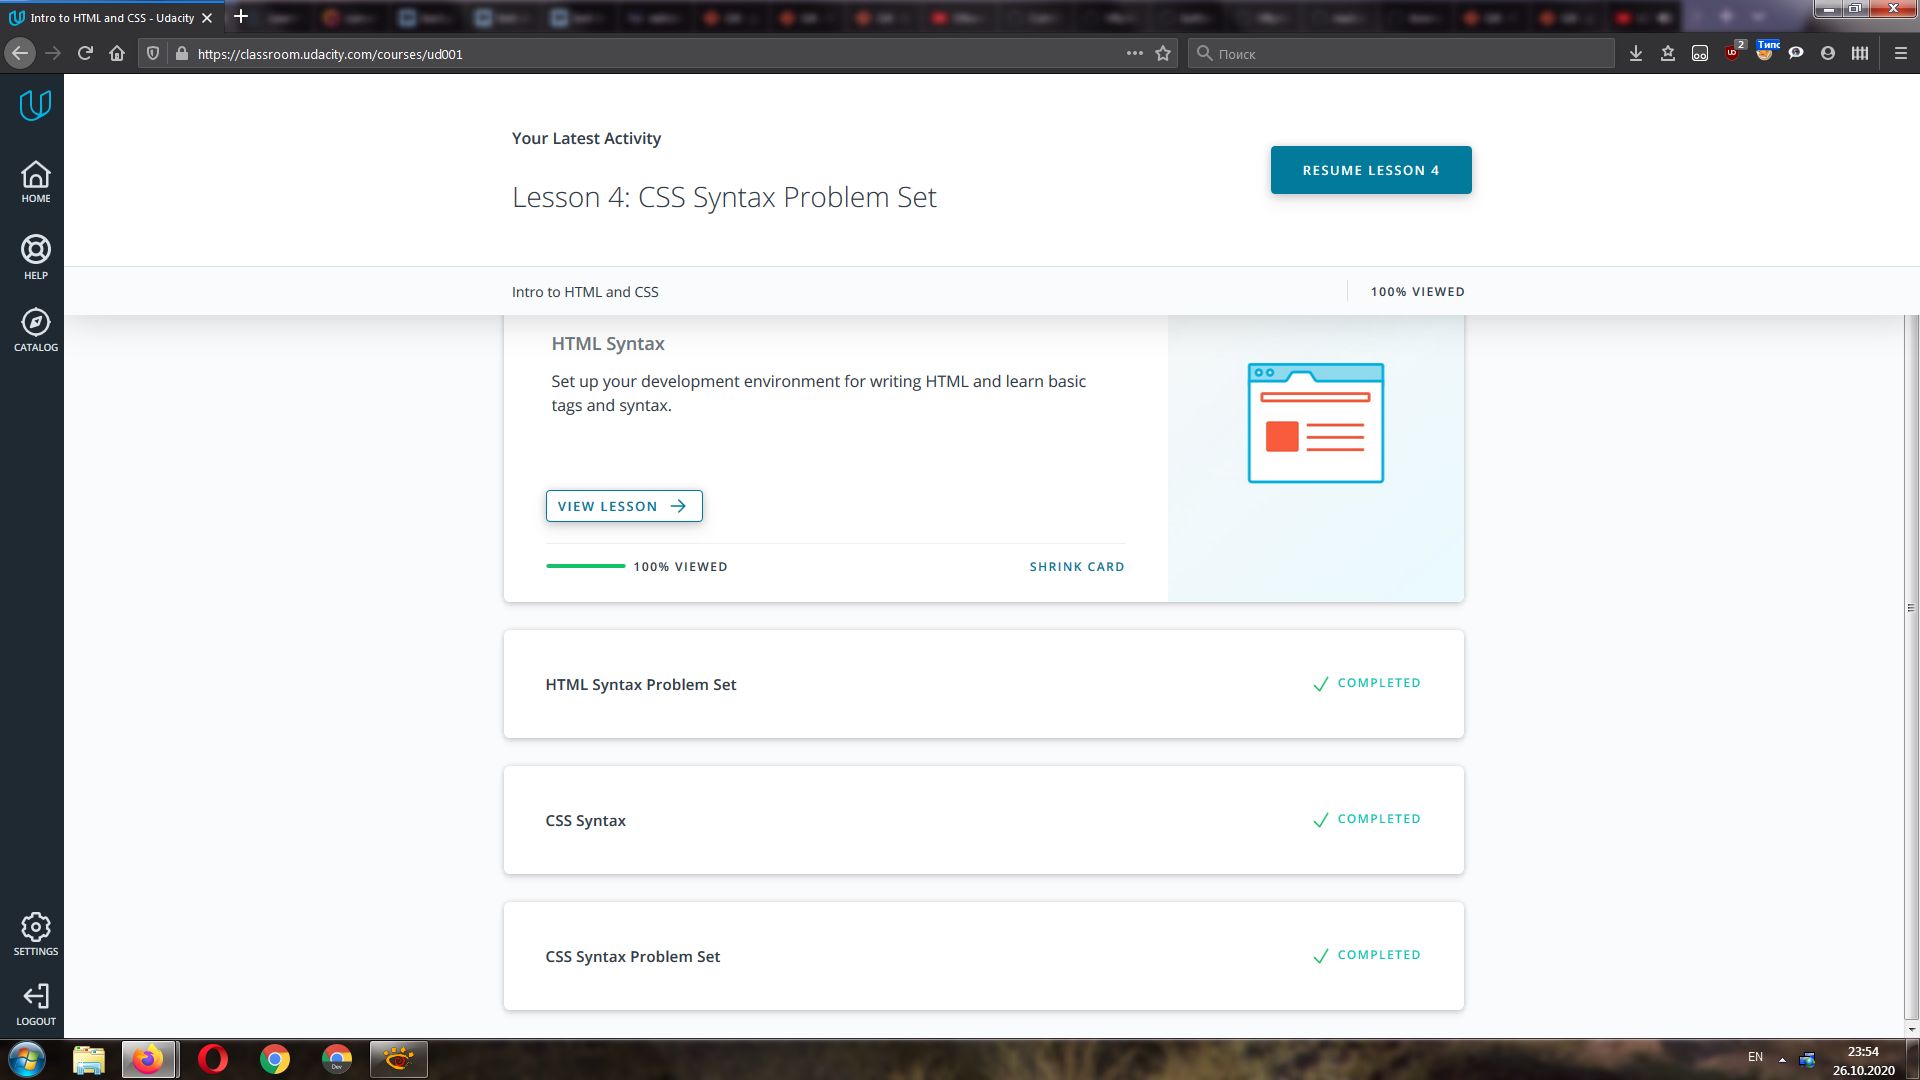 Intro to HTML and CSS - Udacity
https://classroom.udacity.com/courses/ud001
Поиск
2
Типс
HOME
HELP
CATALOG
SETTINGS
LOGOUT
Your Latest Activity
Lesson 4: CSS Syntax Problem Set
RESUME LESSON 4
Intro to HTML and CSS
100% VIEWED
HTML Syntax
Set up your development environment for writing HTML and learn basic
tags and syntax.
VIEW LESSON
100% VIEWED
SHRINK CARD
HTML Syntax Problem Set
COMPLETED
CSS Syntax
COMPLETED
CSS Syntax Problem Set
COMPLETED
Dev
EN
23:54
26.10.2020